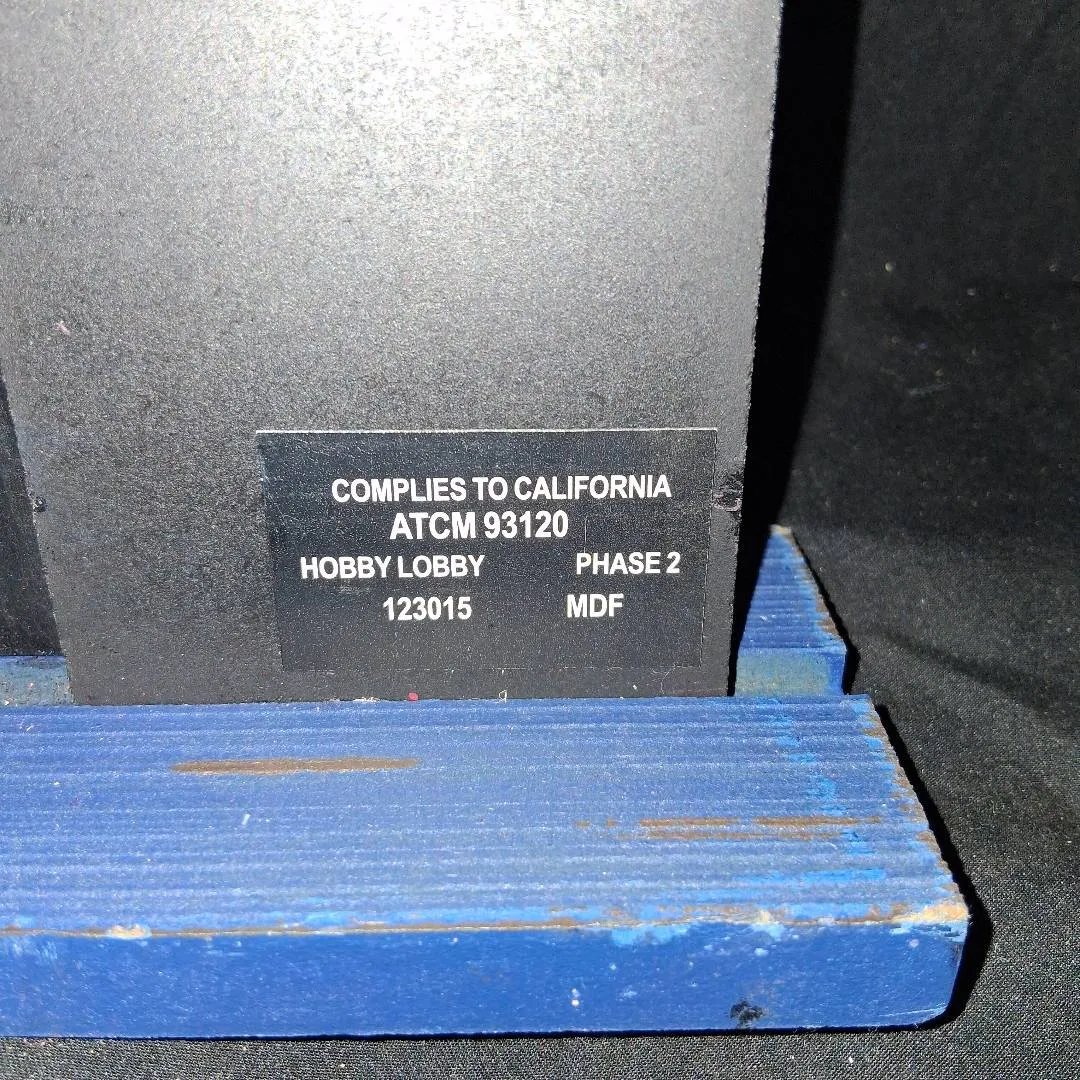 COMPLIES TO CALIFORNIA
ATCM 93120
HOBBY LOBBY PHASE 2
123015 MDF